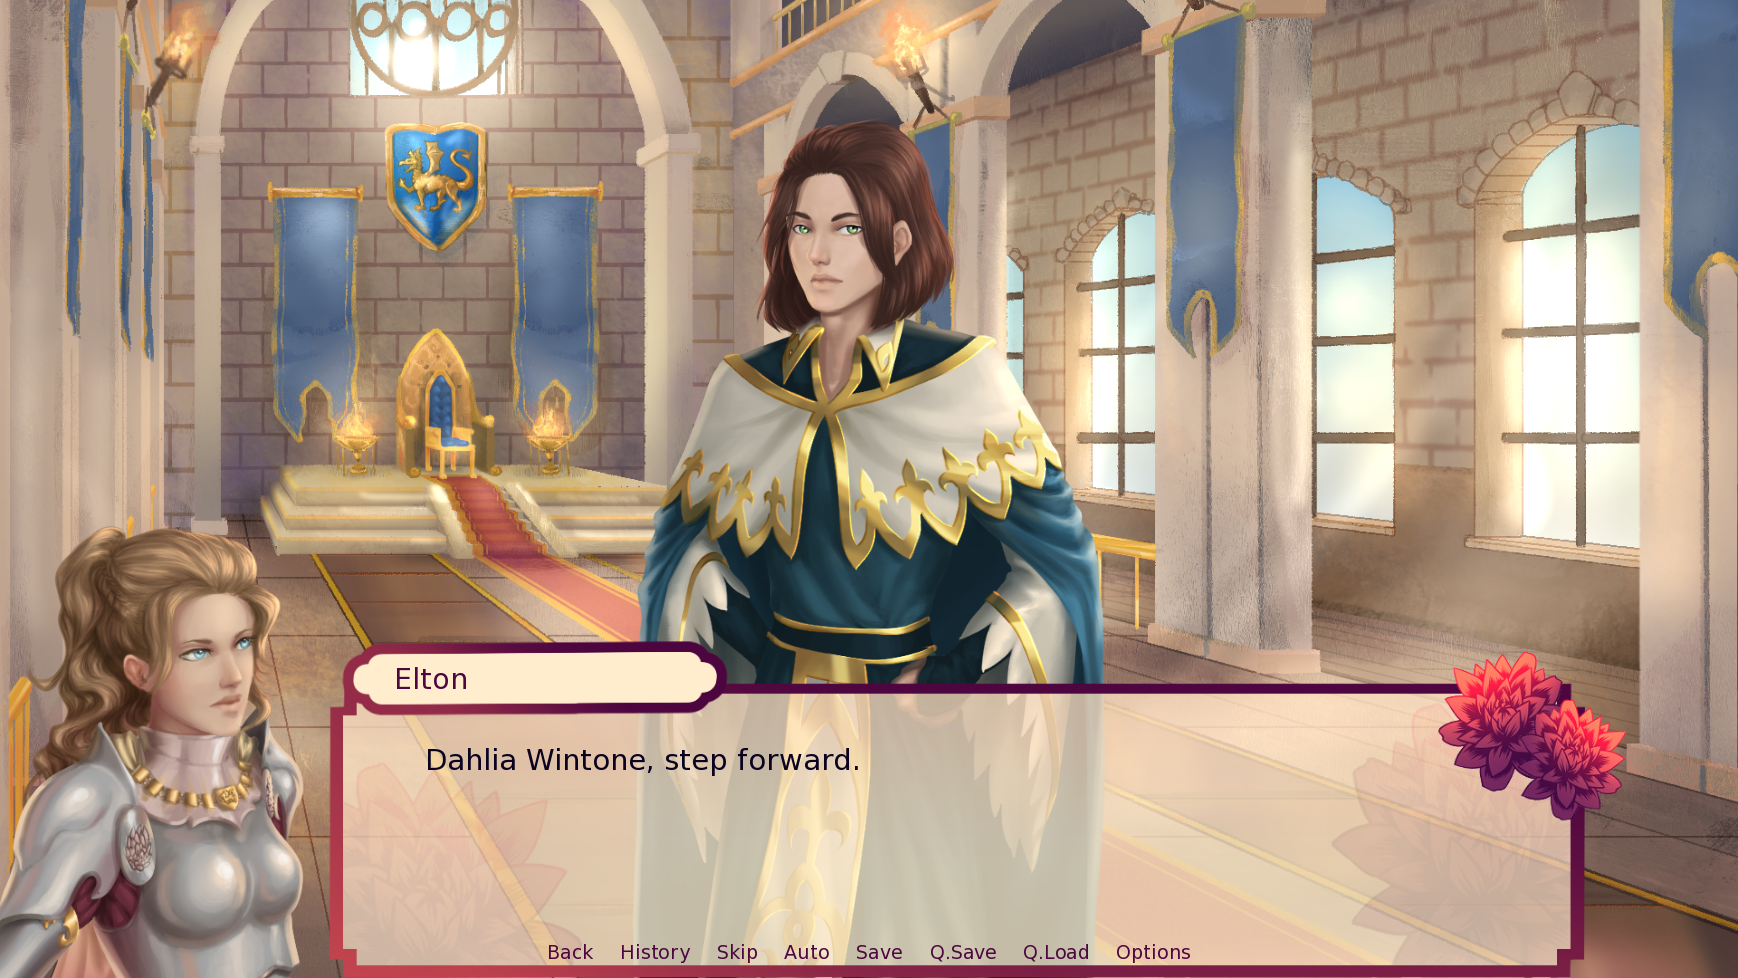 Elton
Dahlia Wintone, step forward.
Back History Skip Auto Save Q.Save Q.Load Options